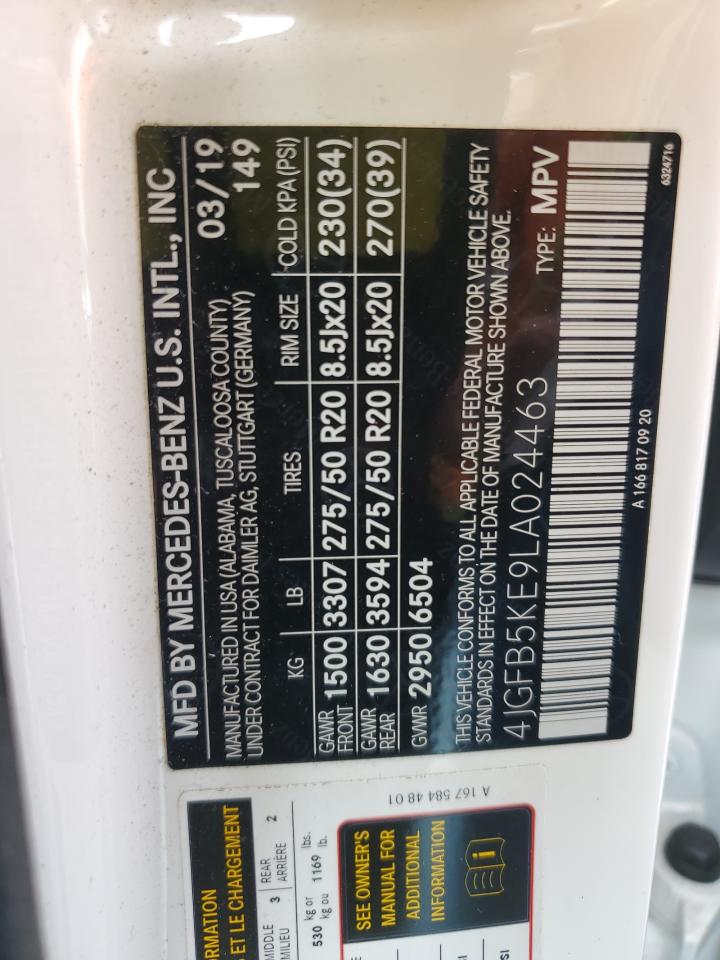 MFD BY MERCEDES-BENZ U.S. INTL., INC
03/19
MANUFACTURED IN USA (ALABAMA, TUSCALOOSA COUNTY)
UNDER CONTRACT FOR DAIMLER AG, STUTTGART (GERMANY)
149
KG LB TIRES RIM SIZE COLD KPA (PSI)
GAWR FRONT 1500 3307 275/50 R20 8.5Jx20 230(34)
GAWR REAR 1630 3594 275/50 R20 8.5Jx20 270(39)
GVWR 2950 6504
THIS VEHICLE CONFORMS TO ALL APPLICABLE FEDERAL MOTOR VEHICLE SAFETY
STANDARDS IN EFFECT ON THE DATE OF MANUFACTURE SHOWN ABOVE.
4JGFB5KE9LA024463 TYPE: MPV
A 166 817 09 20
6324716
A 167 584 48 01
RMATION
ET LE CHARGEMENT
MIDDLE 3 REAR 2
MILIEU ARRIÈRE
530 kg or 1169 lbs.
kg ou lb.
SEE OWNER'S
MANUAL FOR
ADDITIONAL
INFORMATION